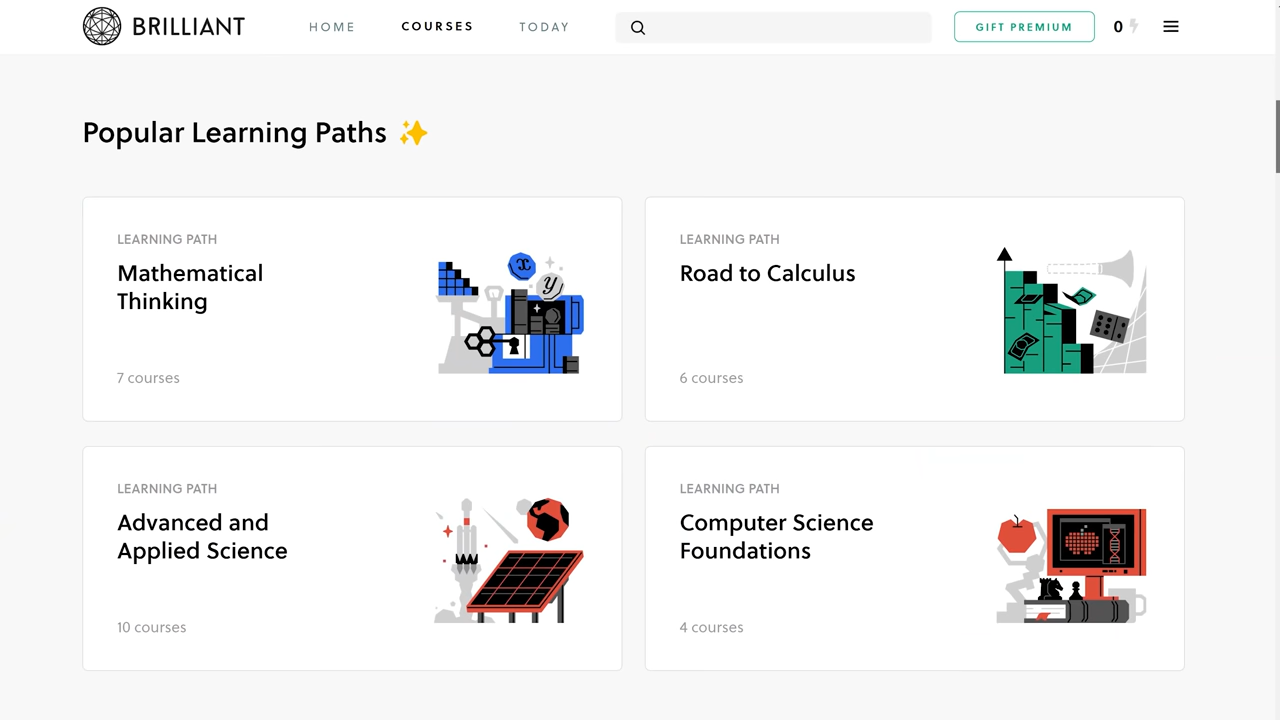 BRILLIANT
HOME
COURSES
TODAY
GIFT PREMIUM
0
Popular Learning Paths
LEARNING PATH
Mathematical
Thinking
7 courses
LEARNING PATH
Road to Calculus
6 courses
LEARNING PATH
Advanced and
Applied Science
10 courses
LEARNING PATH
Computer Science
Foundations
4 courses
x
y